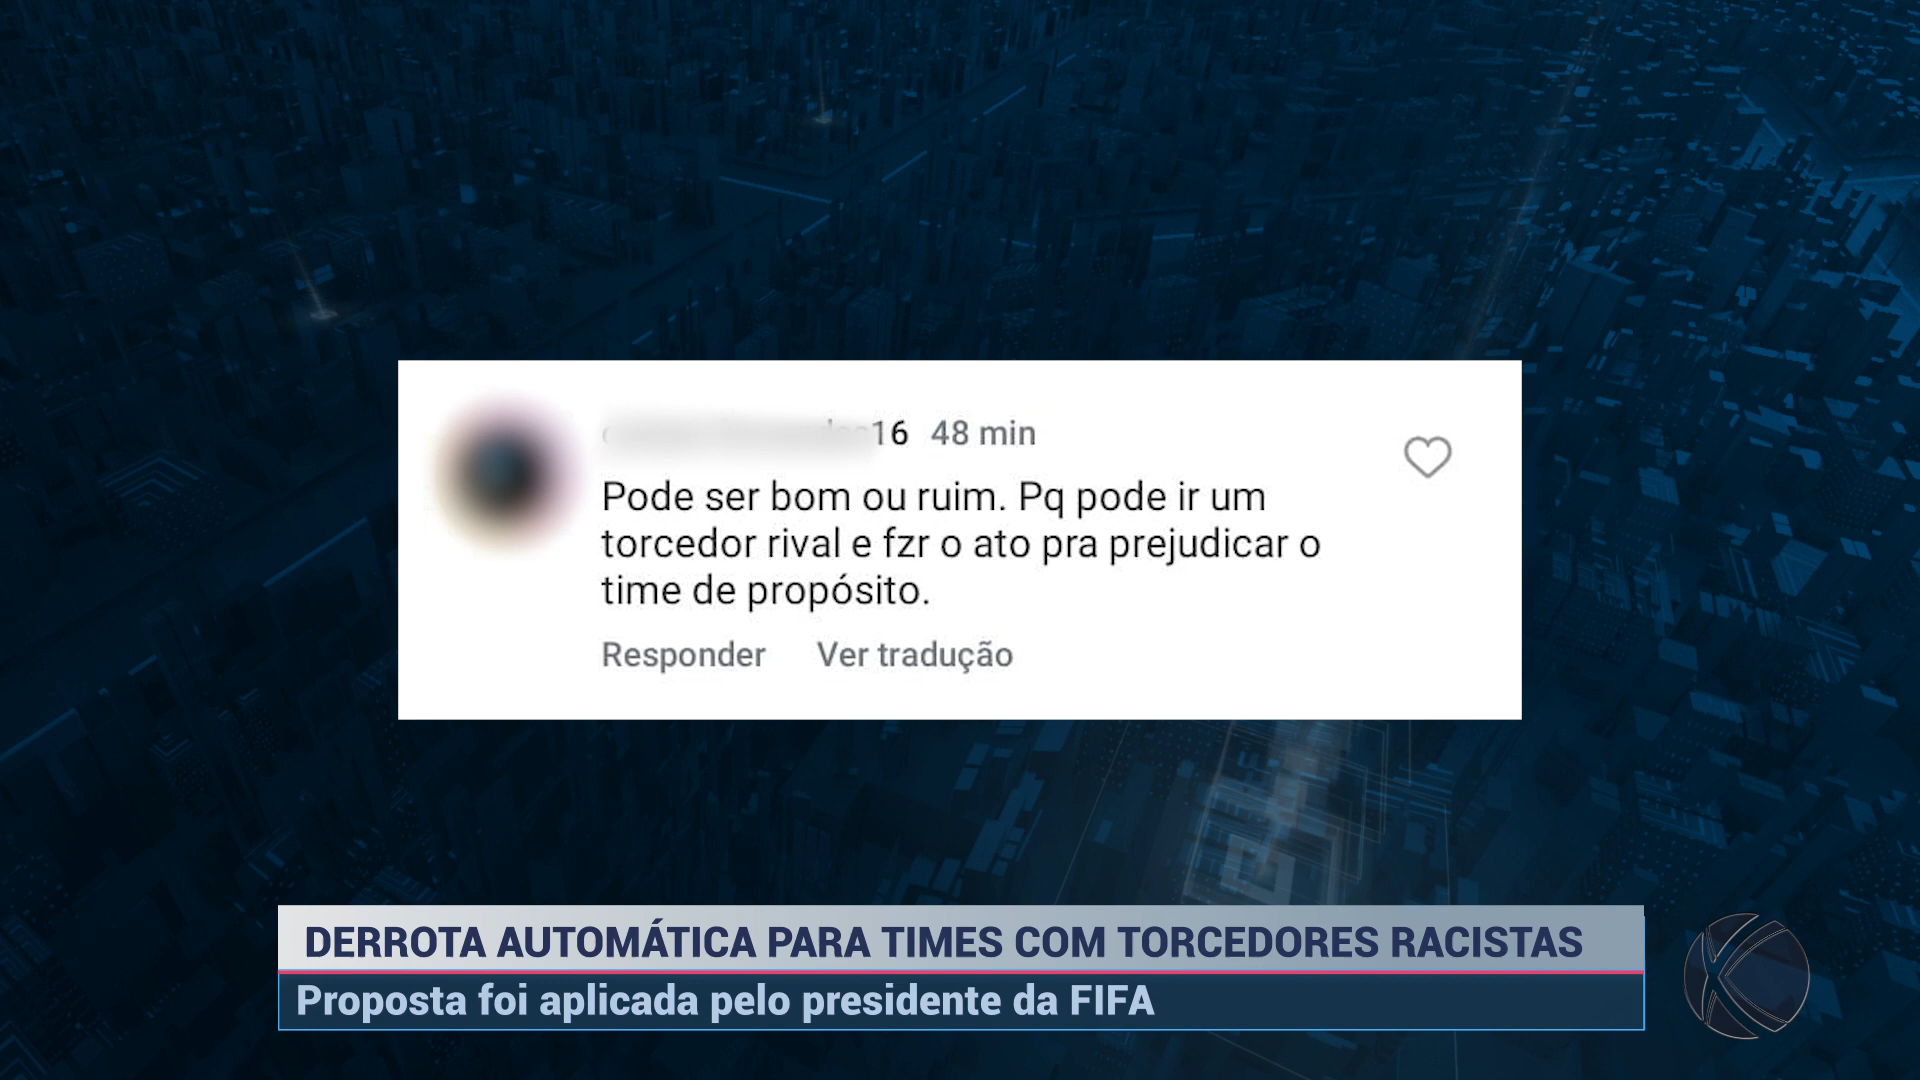 16 48 min
Pode ser bom ou ruim. Pq pode ir um
torcedor rival e fzr o ato pra prejudicar o
time de propósito.
Responder Ver tradução
DERROTA AUTOMÁTICA PARA TIMES COM TORCEDORES RACISTAS
Proposta foi aplicada pelo presidente da FIFA